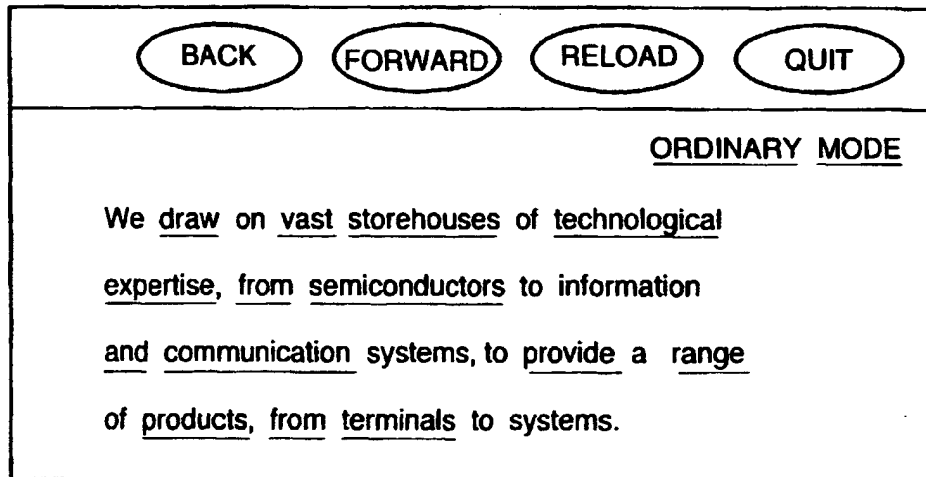 BACK FORWARD RELOAD QUIT
ORDINARY MODE
We draw on vast storehouses of technological
expertise, from semiconductors to information
and communication systems, to provide a range
of products, from terminals to systems.